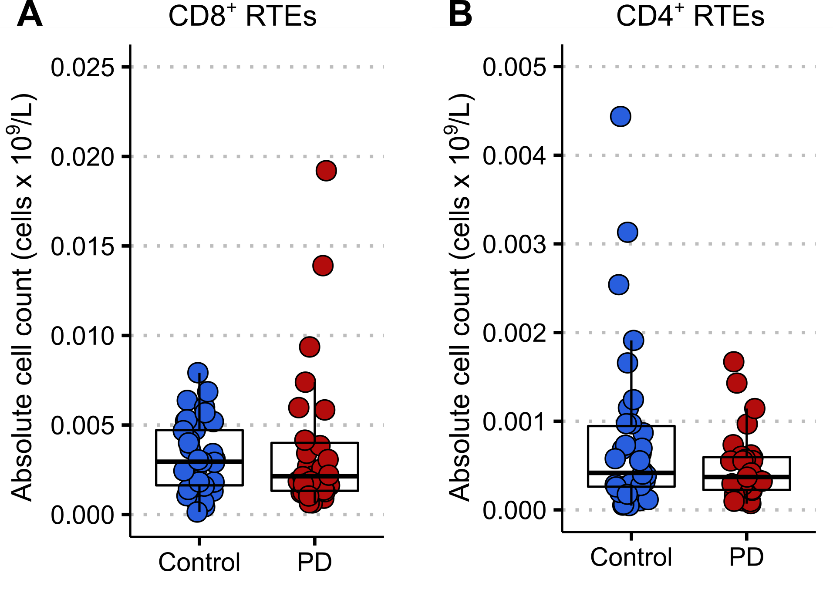 A CD8⁺ RTEs
Absolute cell count (cells x 10⁹/L)
0.025
0.020
0.015
0.010
0.005
0.000
Control PD
B CD4⁺ RTEs
Absolute cell count (cells x 10⁹/L)
0.005
0.004
0.003
0.002
0.001
0.000
Control PD